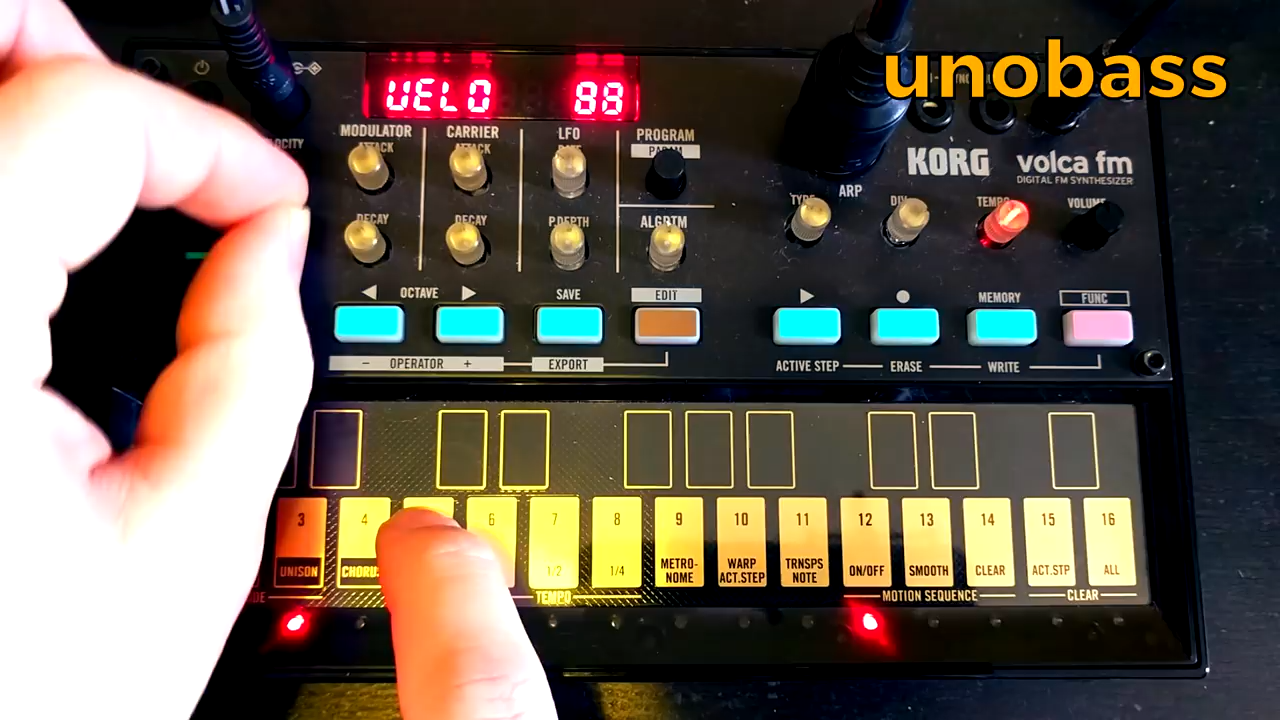 unobass
VELO 88
MODULATOR
CARRIER
LFO
PROGRAM
KORG
volca fm
DIGITAL FM SYNTHESIZER
ATTACK
ATTACK
RATE
PARAM
ARP
TYPE
DIV
TEMPO
VOLUME
DECAY
DECAY
P.DEPTH
ALGRTM
OCTAVE
SAVE
EDIT
MEMORY
FUNC
- OPERATOR +
EXPORT
ACTIVE STEP
ERASE
WRITE
3 4 6 7 8 9 10 11 12 13 14 15 16
UNISON
1/2
1/4
METRO-
NOME
WARP
ACT.STEP
TRNSPS
NOTE
ON/OFF
SMOOTH
CLEAR
ACT.STP
ALL
TEMPO
MOTION SEQUENCE
CLEAR